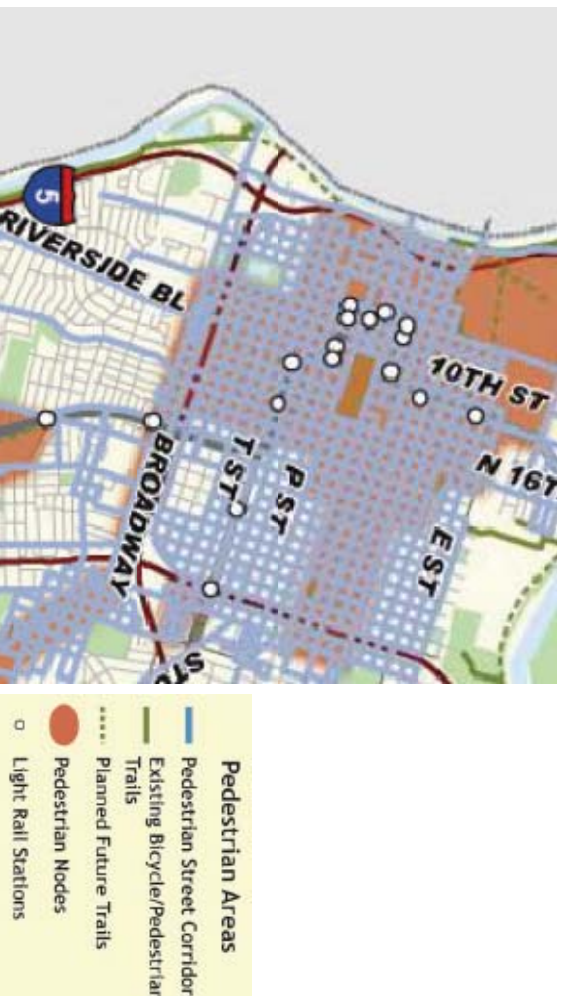 5
RIVERSIDE BL
10TH ST
N 16T
BROADWAY
T ST
P ST
E ST
Pedestrian Areas
Pedestrian Street Corridor
Existing Bicycle/Pedestrian
Trails
Planned Future Trails
Pedestrian Nodes
Light Rail Stations